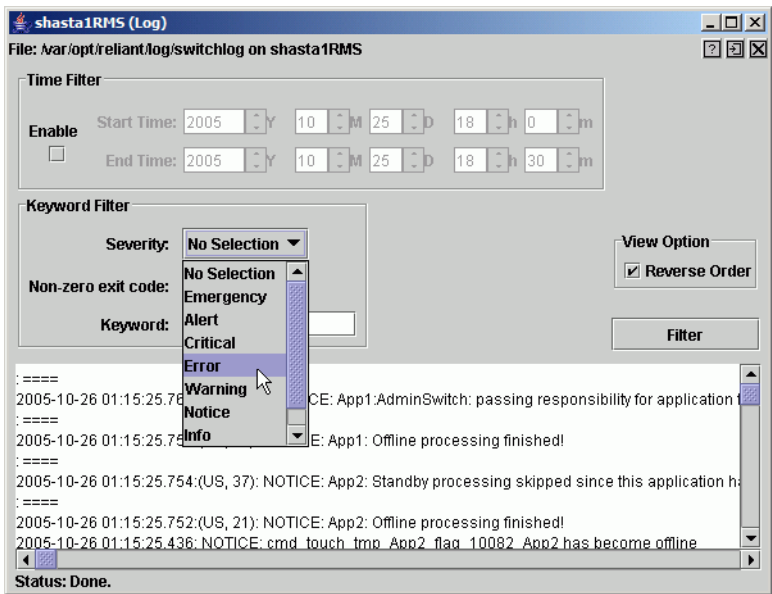 shasta1RMS (Log)
File: /var/opt/reliant/log/switchlog on shasta1RMS
Time Filter
Enable
Start Time: 2005 Y 10 M 25 D 18 h 0 m
End Time: 2005 Y 10 M 25 D 18 h 30 m
Keyword Filter
Severity: No Selection
No Selection
Emergency
Alert
Critical
Error
Warning
Notice
Info
Non-zero exit code:
Keyword:
View Option
Reverse Order
Filter
: ====
2005-10-26 01:15:25.76 CE: App1:AdminSwitch: passing responsibility for application
: ====
2005-10-26 01:15:25.75 E: App1: Offline processing finished!
: ====
2005-10-26 01:15:25.754:(US, 37): NOTICE: App2: Standby processing skipped since this application ha
: ====
2005-10-26 01:15:25.752:(US, 21): NOTICE: App2: Offline processing finished!
2005-10-26 01:15:25.436: NOTICE: cmd_touch_tmp_App2_flag_10082_App2 has become offline
Status: Done.